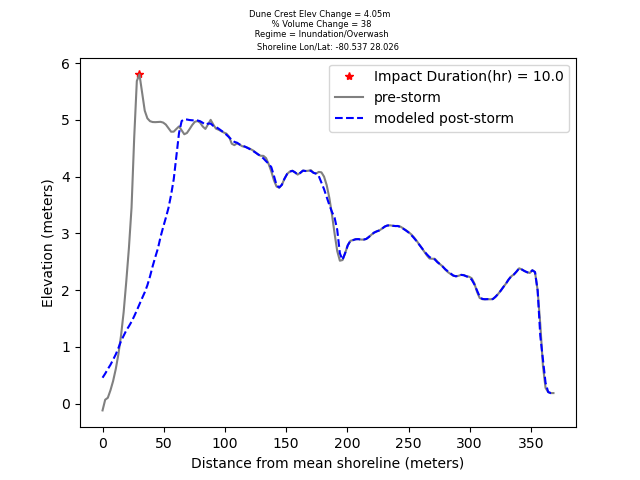 Dune Crest Elev Change = 4.05m
% Volume Change = 38
Regime = Inundation/Overwash
Shoreline Lon/Lat: -80.537 28.026
Impact Duration(hr) = 10.0
pre-storm
modeled post-storm
Elevation (meters)
6
5
4
3
2
1
0
0 50 100 150 200 250 300 350
Distance from mean shoreline (meters)